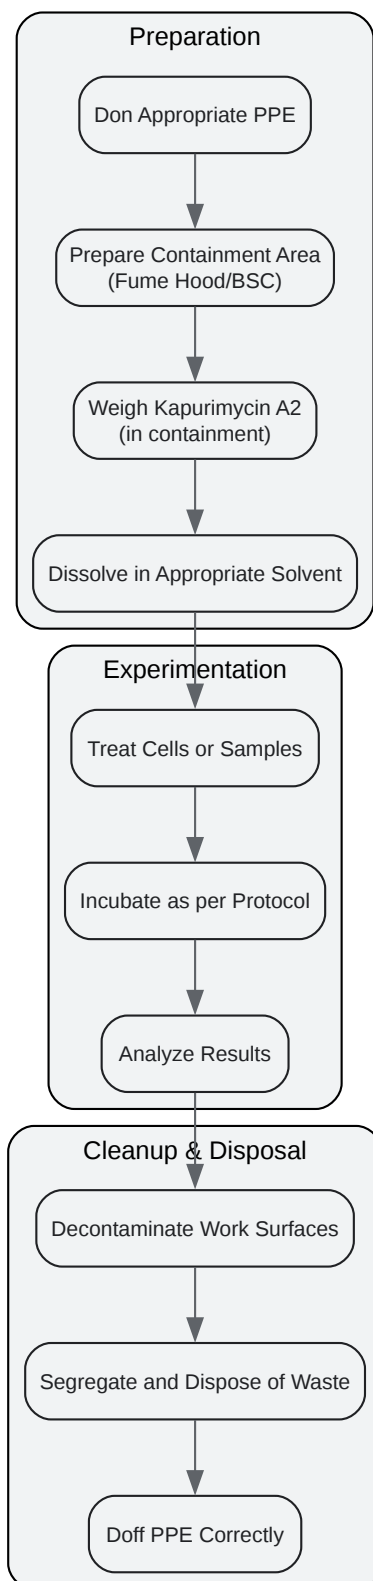 Preparation
Don Appropriate PPE
Prepare Containment Area
(Fume Hood/BSC)
Weigh Kapurimycin A2
(in containment)
Dissolve in Appropriate Solvent
Experimentation
Treat Cells or Samples
Incubate as per Protocol
Analyze Results
Cleanup & Disposal
Decontaminate Work Surfaces
Segregate and Dispose of Waste
Doff PPE Correctly